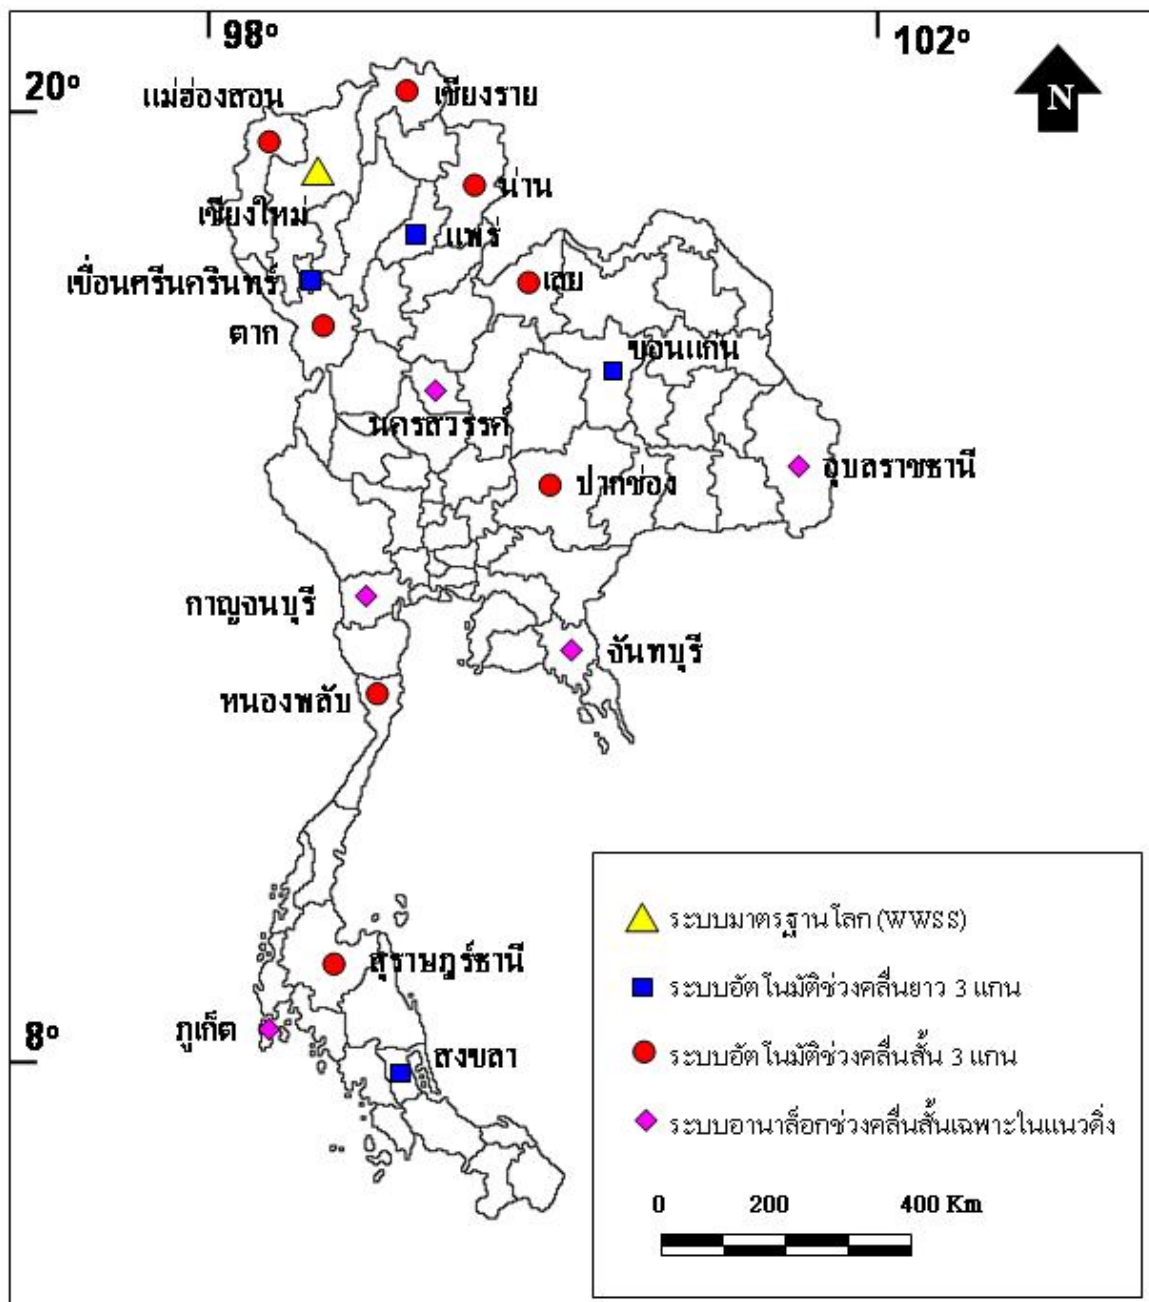 98°
102°
20°
N
แม่ฮ่องสอน
เชียงราย
น่าน
เชียงใหม่
แพร่
เขื่อนศรีนครินทร์
เลย
ตาก
ขอนแก่น
นครสวรรค์
อุบลราชธานี
ปากช่อง
กาญจนบุรี
จันทบุรี
หนองพลับ
สุราษฎร์ธานี
ภูเก็ต
สงขลา
8°
ระบบมาตรฐานโลก (WWSS)
ระบบอัตโนมัติช่วงคลื่นยาว 3 แกน
ระบบอัตโนมัติช่วงคลื่นสั้น 3 แกน
ระบบอานาล็อกช่วงคลื่นสั้นเฉพาะในแนวดิ่ง
0 200 400 Km